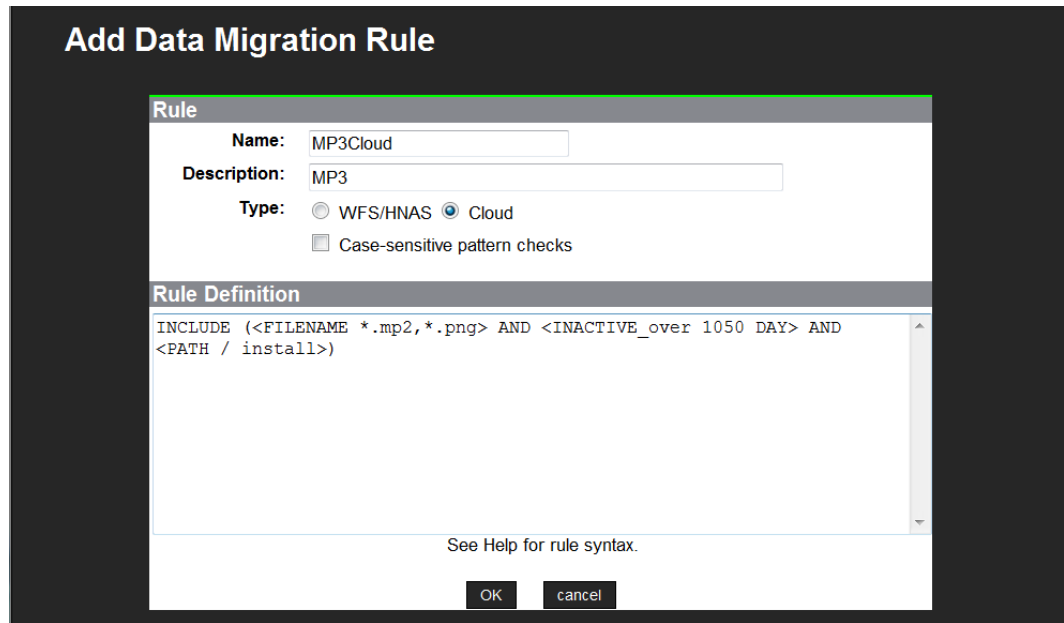 Add Data Migration Rule
Rule
Name: MP3Cloud
Description: MP3
Type: WFS/HNAS Cloud
Case-sensitive pattern checks
Rule Definition
INCLUDE (<FILENAME *.mp2,*.png> AND <INACTIVE_over 1050 DAY> AND
<PATH / install>)
See Help for rule syntax.
OK cancel